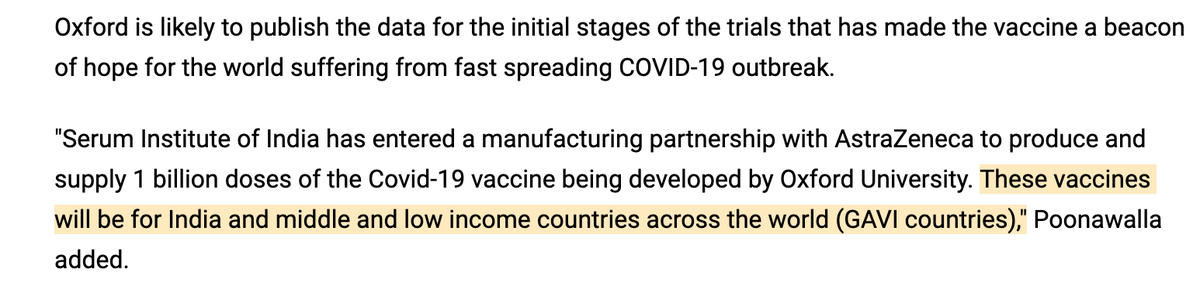 Oxford is likely to publish the data for the initial stages of the trials that has made the vaccine a beacon
of hope for the world suffering from fast spreading COVID-19 outbreak.
"Serum Institute of India has entered a manufacturing partnership with AstraZeneca to produce and
supply 1 billion doses of the Covid-19 vaccine being developed by Oxford University. These vaccines
will be for India and middle and low income countries across the world (GAVI countries)," Poonawalla
added.